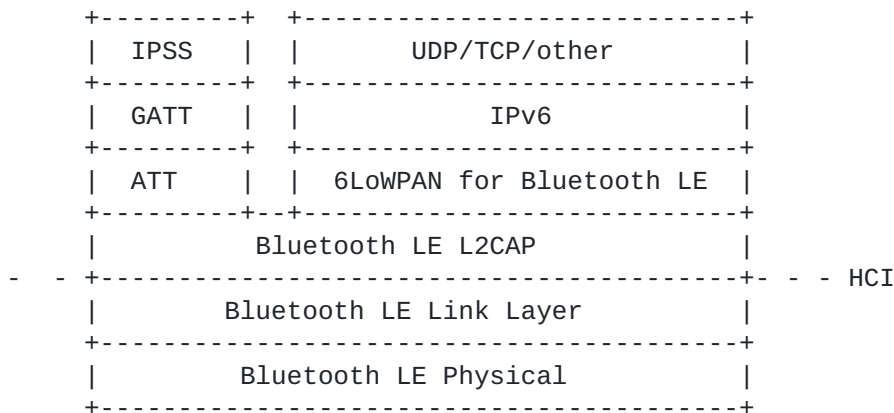 +---------+  +----------------------------+
|  IPSS   |  |       UDP/TCP/other        |
+---------+  +----------------------------+
|  GATT   |  |            IPv6            |
+---------+  +----------------------------+
|  ATT    |  |  6LoWPAN for Bluetooth LE  |
+---------+--+----------------------------+
|          Bluetooth LE L2CAP             |
-  - +-----------------------------------------+- - - HCI
|        Bluetooth LE Link Layer          |
+-----------------------------------------+
|         Bluetooth LE Physical           |
+-----------------------------------------+